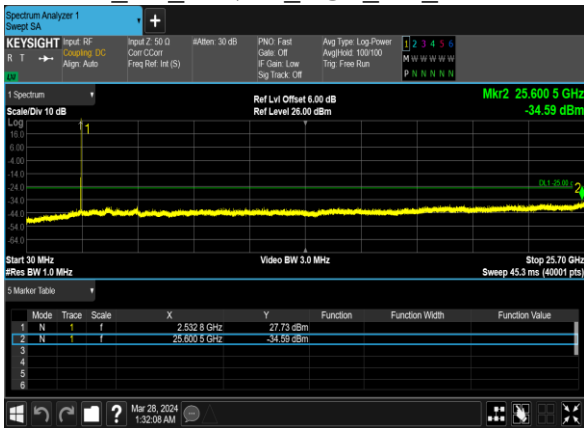 Spectrum Analyzer 1
Swept SA
+
KEYSIGHT Input: RF Input Z: 50 Ω #Atten: 30 dB PNO: Fast Avg Type: Log-Power 1 2 3 4 5 6
R T Coupling: DC Corr CCorr Gate: Off Avg|Hold: 100/100 M W W W W W
Align: Auto Freq Ref: Int (S) IF Gain: Low Trig: Free Run
LV Sig Track: Off P N N N N N
1 Spectrum Ref Lvl Offset 6.00 dB Mkr2 25.600 5 GHz
Scale/Div 10 dB Ref Level 26.00 dBm -34.59 dBm
Log
16.0
6.00
-4.00
-14.0
-24.0
-34.0
-44.0
-54.0
-64.0
1
2
Start 30 MHz Video BW 3.0 MHz Stop 25.70 GHz
#Res BW 1.0 MHz Sweep 45.3 ms (40001 pts)
5 Marker Table
Mode Trace Scale X Y Function Function Width Function Value
1 N 1 f 2.532 8 GHz 27.73 dBm
2 N 1 f 25.600 5 GHz -34.59 dBm
3
4
5
6
? Mar 28, 2024
1:32:08 AM